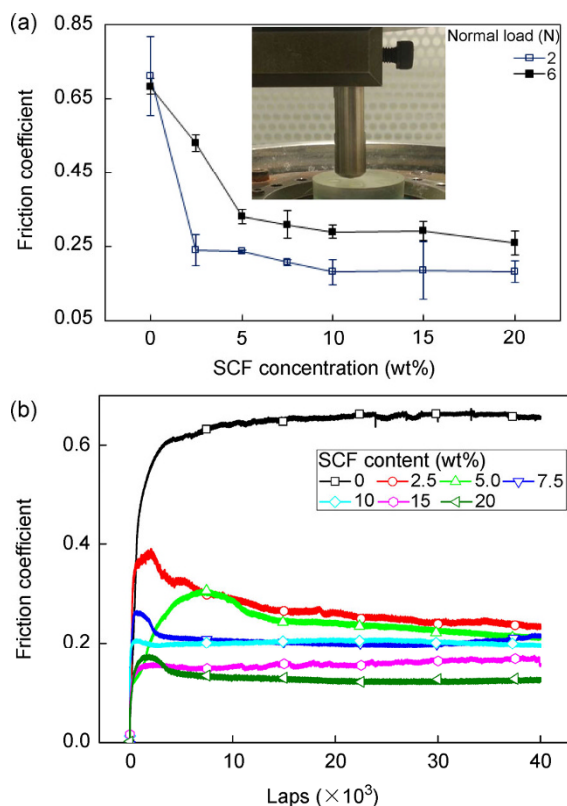 (a)
0.85
0.65
0.45
0.25
0.05
Friction coefficient
Normal load (N)
2
6
0 5 10 15 20
SCF concentration (wt%)
(b)
0.6
0.4
0.2
0.0
Friction coefficient
SCF content (wt%)
0 2.5 5.0 7.5
10 15 20
0 10 20 30 40
Laps (×10³)